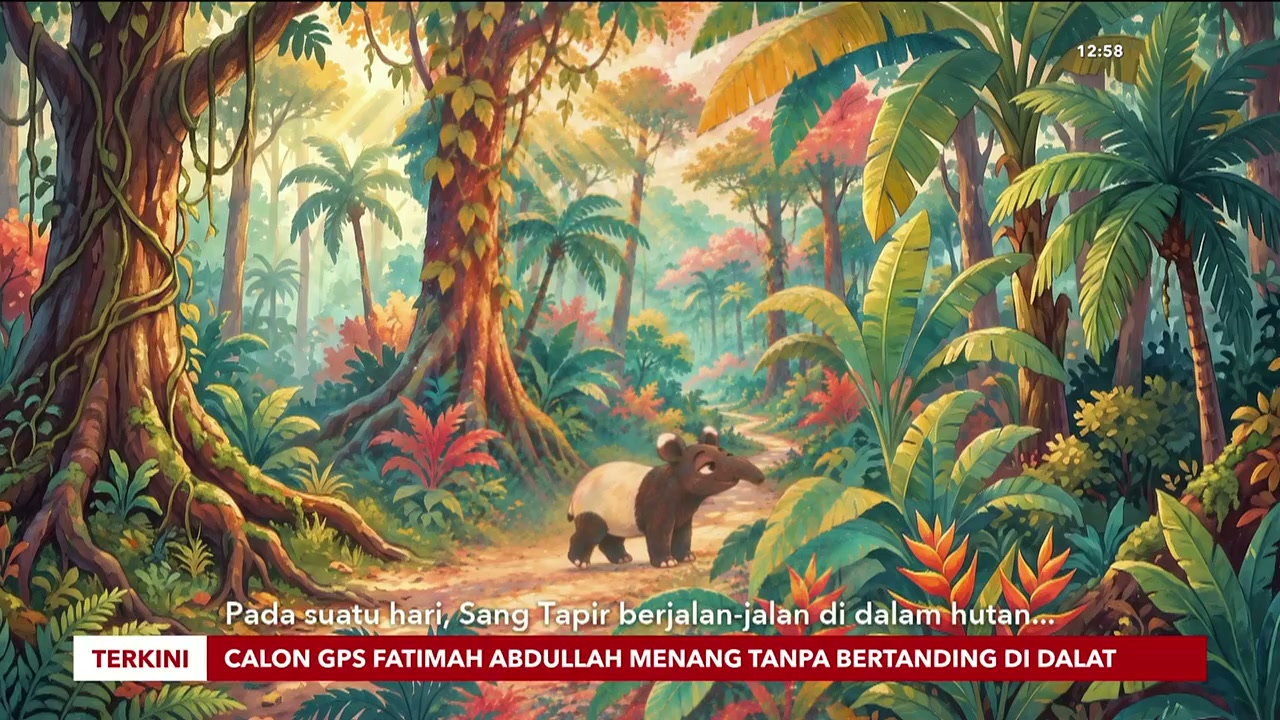 12:58
Pada suatu hari, Sang Tapir berjalan-jalan di dalam hutan...
TERKINI CALON GPS FATIMAH ABDULLAH MENANG TANPA BERTANDING DI DALAT